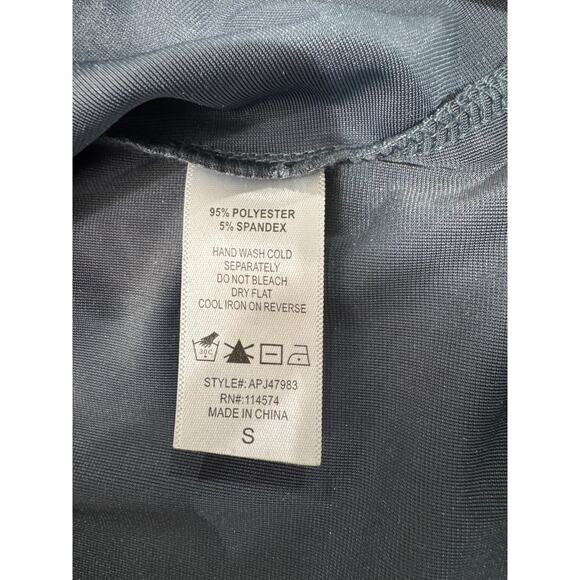 95% POLYESTER
5% SPANDEX
HAND WASH COLD
SEPARATELY
DO NOT BLEACH
DRY FLAT
COOL IRON ON REVERSE
30C
STYLE#: APJ47983
RN#:114574
MADE IN CHINA
S